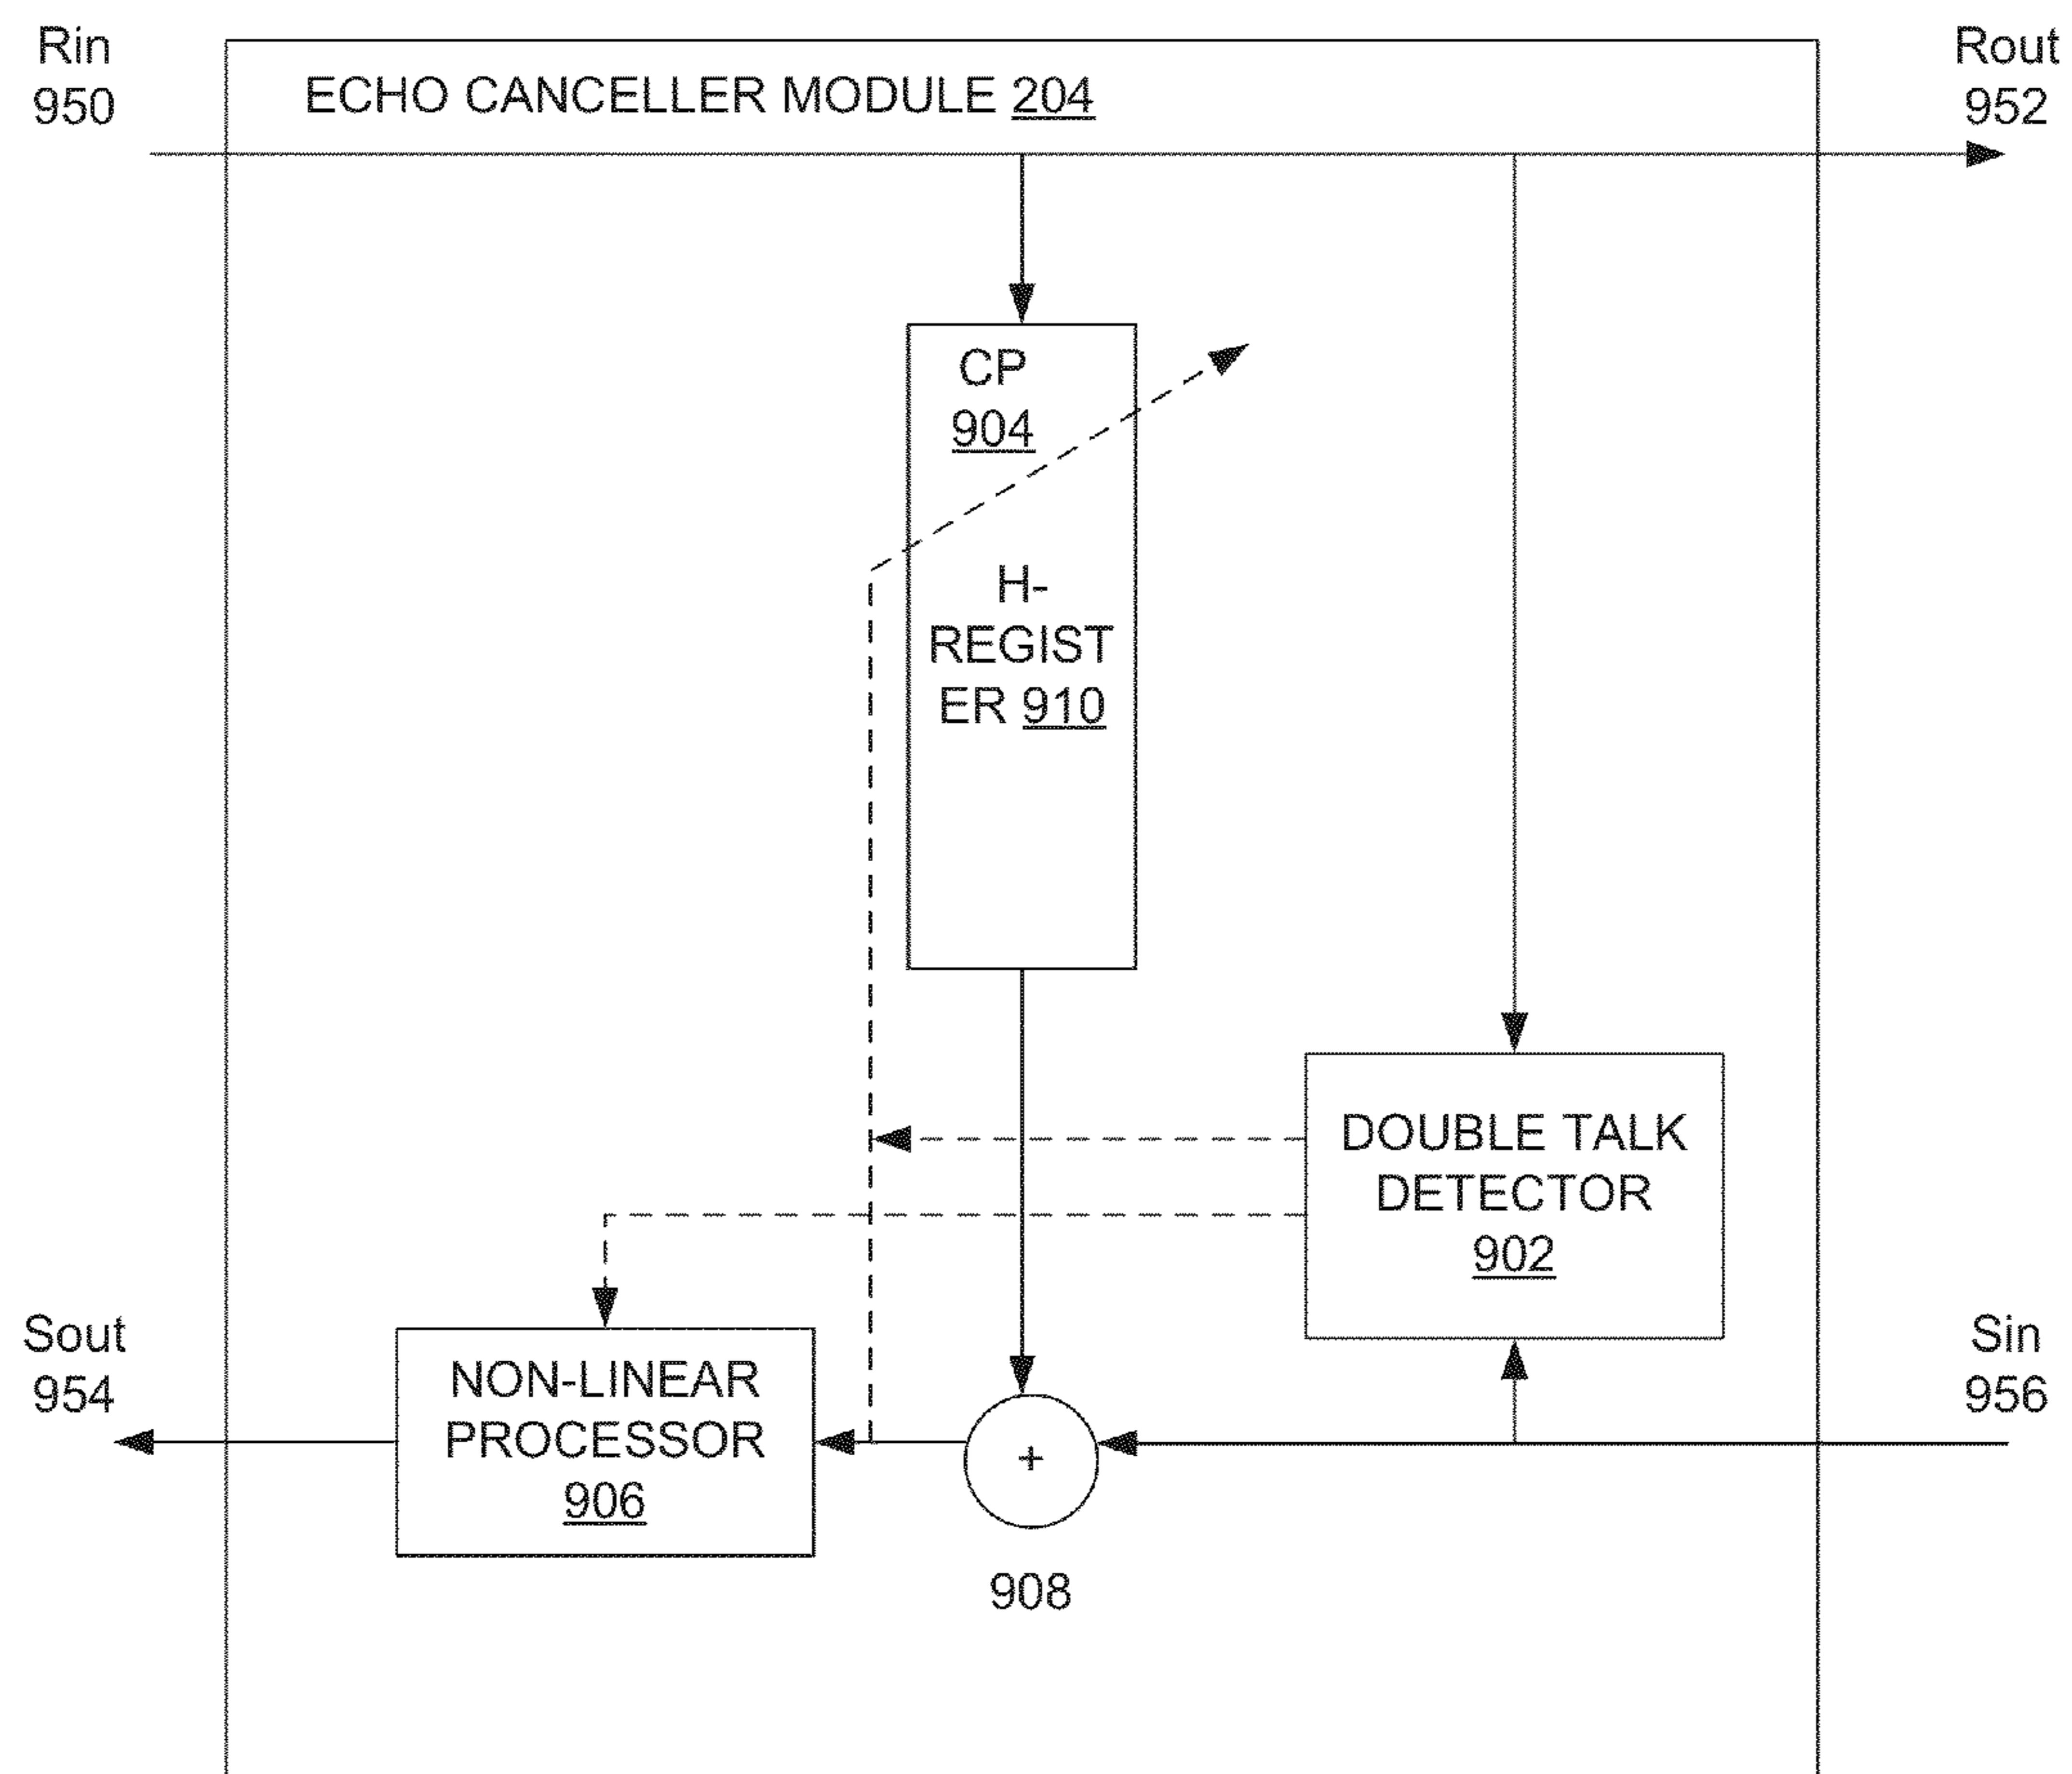 Rin
950
ECHO CANCELLER MODULE 204
Rout
952
CP
904
H-
REGIST
ER 910
DOUBLE TALK
DETECTOR
902
Sout
954
NON-LINEAR
PROCESSOR
906
+
908
Sin
956